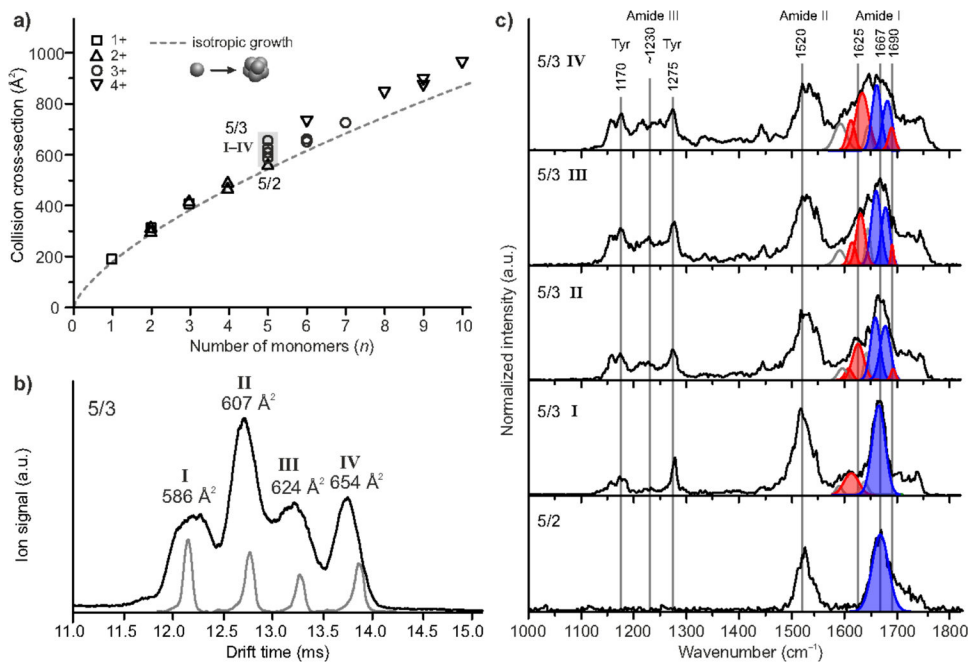 a)
1+
2+
3+
4+
isotropic growth
5/3
I–IV
5/2
Collision cross-section (Å²)
1000
800
600
400
200
0
0 1 2 3 4 5 6 7 8 9 10
Number of monomers (n)
b)
5/3
I
586 Å²
II
607 Å²
III
624 Å²
IV
654 Å²
Ion signal (a.u.)
11.0 11.5 12.0 12.5 13.0 13.5 14.0 14.5 15.0
Drift time (ms)
c)
Amide III
Amide II
Amide I
Tyr
Tyr
1170
~1230
1275
1520
1625
1667
1690
5/3 IV
5/3 III
5/3 II
5/3 I
5/2
Normalized intensity (a.u.)
1000 1100 1200 1300 1400 1500 1600 1700 1800
Wavenumber (cm⁻¹)